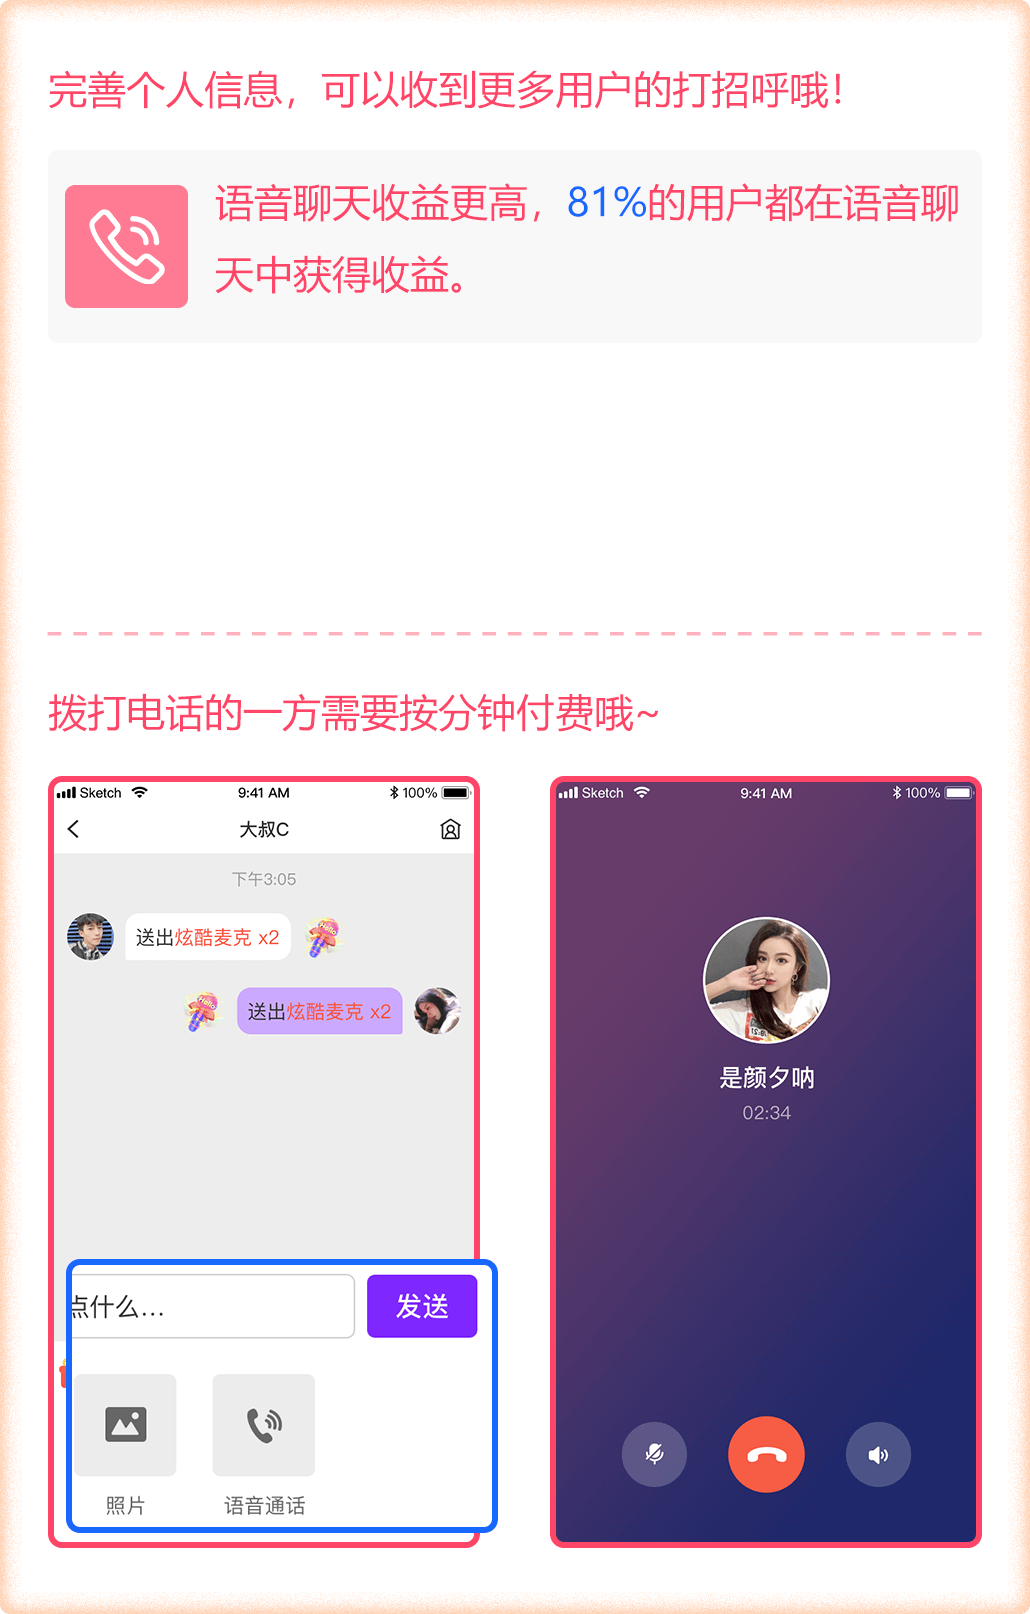 完善个人信息，可以收到更多用户的打招呼哦！
语音聊天收益更高，81%的用户都在语音聊
天中获得收益。
拨打电话的一方需要按分钟付费哦~
Sketch 9:41 AM 100%
大叔C
下午3:05
送出炫酷麦克 x2
Hello
送出炫酷麦克 x2
Hello
点什么...
发送
照片
语音通话
Sketch 9:41 AM 100%
是颜夕呐
02:34